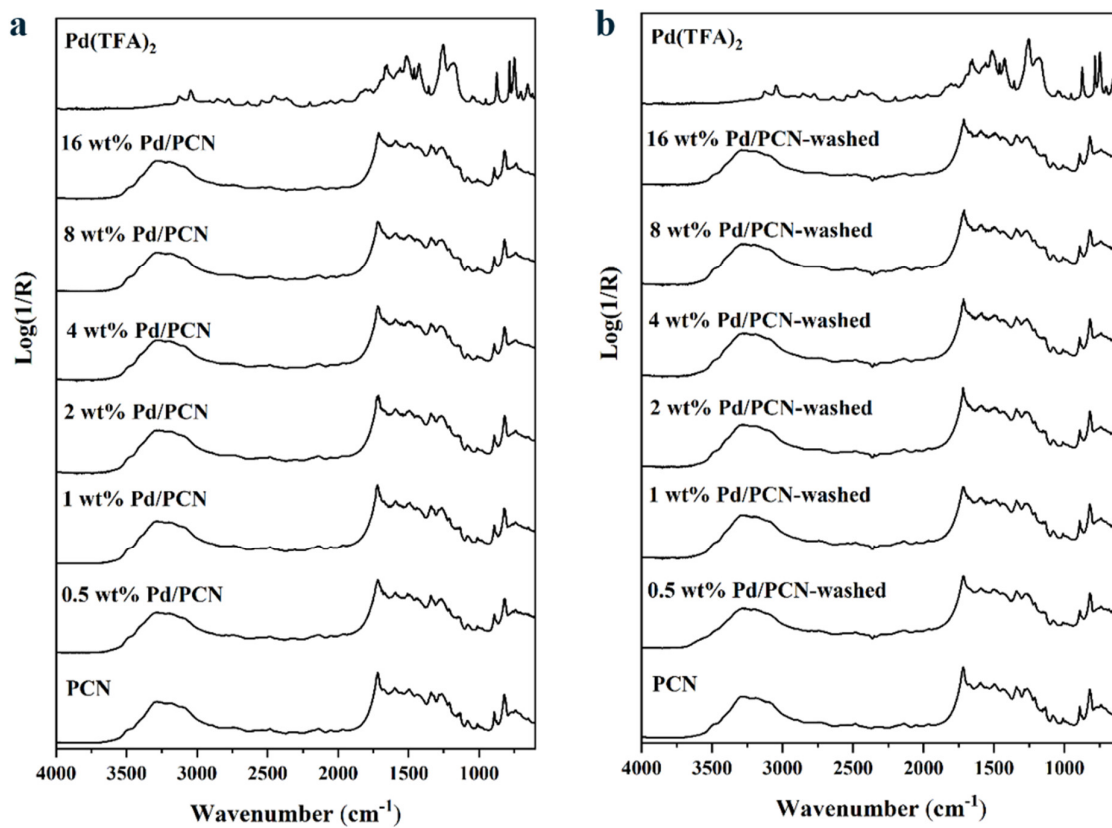 a
Pd(TFA)₂
16 wt% Pd/PCN
8 wt% Pd/PCN
4 wt% Pd/PCN
2 wt% Pd/PCN
1 wt% Pd/PCN
0.5 wt% Pd/PCN
PCN
Log(1/R)
4000 3500 3000 2500 2000 1500 1000
Wavenumber (cm⁻¹)
b
Pd(TFA)₂
16 wt% Pd/PCN-washed
8 wt% Pd/PCN-washed
4 wt% Pd/PCN-washed
2 wt% Pd/PCN-washed
1 wt% Pd/PCN-washed
0.5 wt% Pd/PCN-washed
PCN
Log(1/R)
4000 3500 3000 2500 2000 1500 1000
Wavenumber (cm⁻¹)